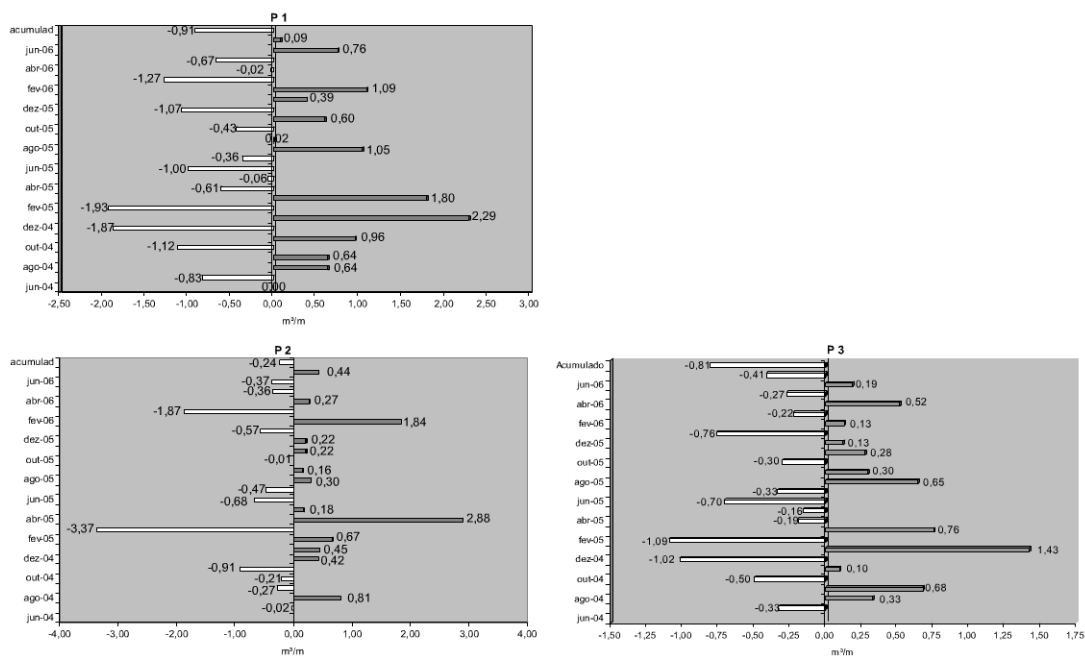 P 1
acumulad -0,91
0,09
jun-06 0,76
-0,67
abr-06 -0,02
-1,27
fev-06 1,09
0,39
dez-05 -1,07
0,60
out-05 -0,43
0,02
ago-05 1,05
-0,36
jun-05 -1,00
-0,06
abr-05 -0,61
1,80
fev-05 -1,93
2,29
dez-04 -1,87
0,96
out-04 -1,12
0,64
ago-04 0,64
-0,83
jun-04 0,00
-2,50 -2,00 -1,50 -1,00 -0,50 0,00 0,50 1,00 1,50 2,00 2,50 3,00
m³/m
P 2
acumulad -0,24
0,44
jun-06 -0,37
-0,36
abr-06 0,27
-1,87
fev-06 1,84
-0,57
dez-05 0,22
0,22
out-05 -0,01
0,16
ago-05 0,30
-0,47
jun-05 -0,68
0,18
abr-05 2,88
-3,37
fev-05 0,67
0,45
dez-04 0,42
-0,91
out-04 -0,21
-0,27
ago-04 0,81
-0,02
jun-04
-4,00 -3,00 -2,00 -1,00 0,00 1,00 2,00 3,00 4,00
m³/m
P 3
Acumulado -0,81
-0,41
jun-06 0,19
-0,27
abr-06 0,52
-0,22
fev-06 0,13
-0,76
dez-05 0,13
0,28
out-05 -0,30
0,30
ago-05 0,65
-0,33
jun-05 -0,70
-0,16
abr-05 -0,19
0,76
fev-05 -1,09
1,43
dez-04 -1,02
0,10
out-04 -0,50
0,68
ago-04 0,33
-0,33
jun-04
-1,50 -1,25 -1,00 -0,75 -0,50 -0,25 0,00 0,25 0,50 0,75 1,00 1,25 1,50 1,75
m³/m